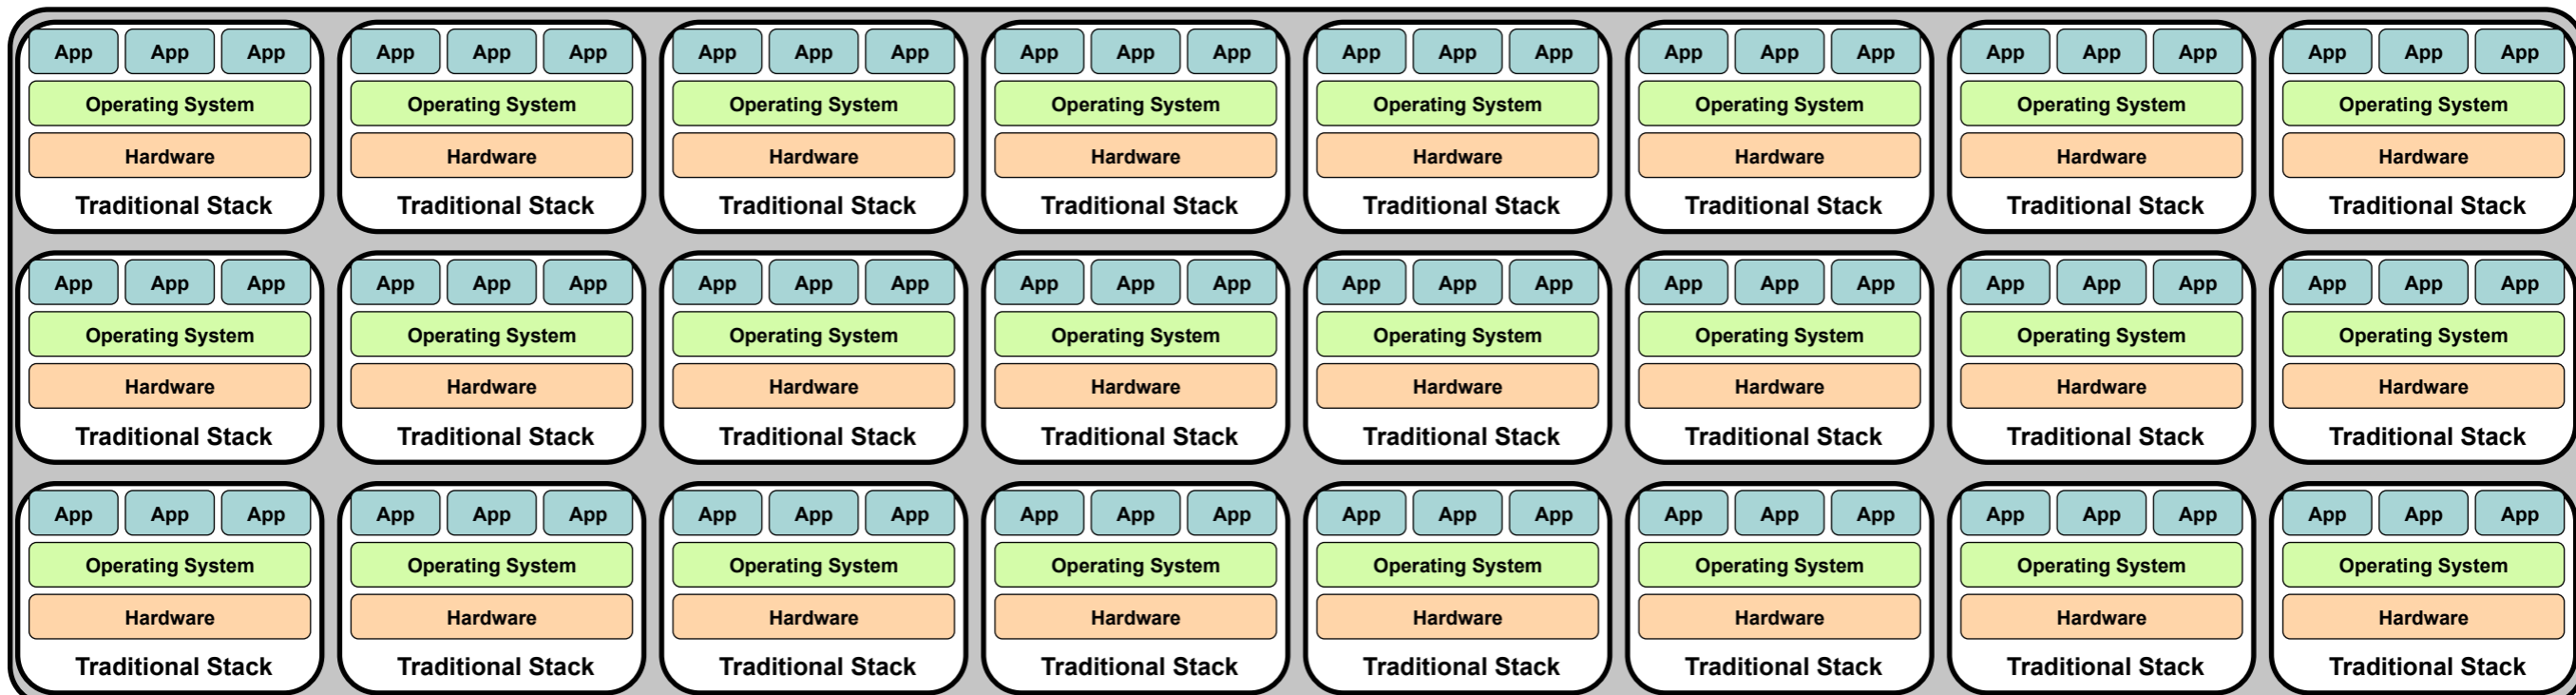 App App App App App App App App App App App App App App App App App App App App App App App App
Operating System Operating System Operating System Operating System Operating System Operating System Operating System Operating System
Hardware Hardware Hardware Hardware Hardware Hardware Hardware Hardware
Traditional Stack Traditional Stack Traditional Stack Traditional Stack Traditional Stack Traditional Stack Traditional Stack Traditional Stack
App App App App App App App App App App App App App App App App App App App App App App App App
Operating System Operating System Operating System Operating System Operating System Operating System Operating System Operating System
Hardware Hardware Hardware Hardware Hardware Hardware Hardware Hardware
Traditional Stack Traditional Stack Traditional Stack Traditional Stack Traditional Stack Traditional Stack Traditional Stack Traditional Stack
App App App App App App App App App App App App App App App App App App App App App App App App
Operating System Operating System Operating System Operating System Operating System Operating System Operating System Operating System
Hardware Hardware Hardware Hardware Hardware Hardware Hardware Hardware
Traditional Stack Traditional Stack Traditional Stack Traditional Stack Traditional Stack Traditional Stack Traditional Stack Traditional Stack